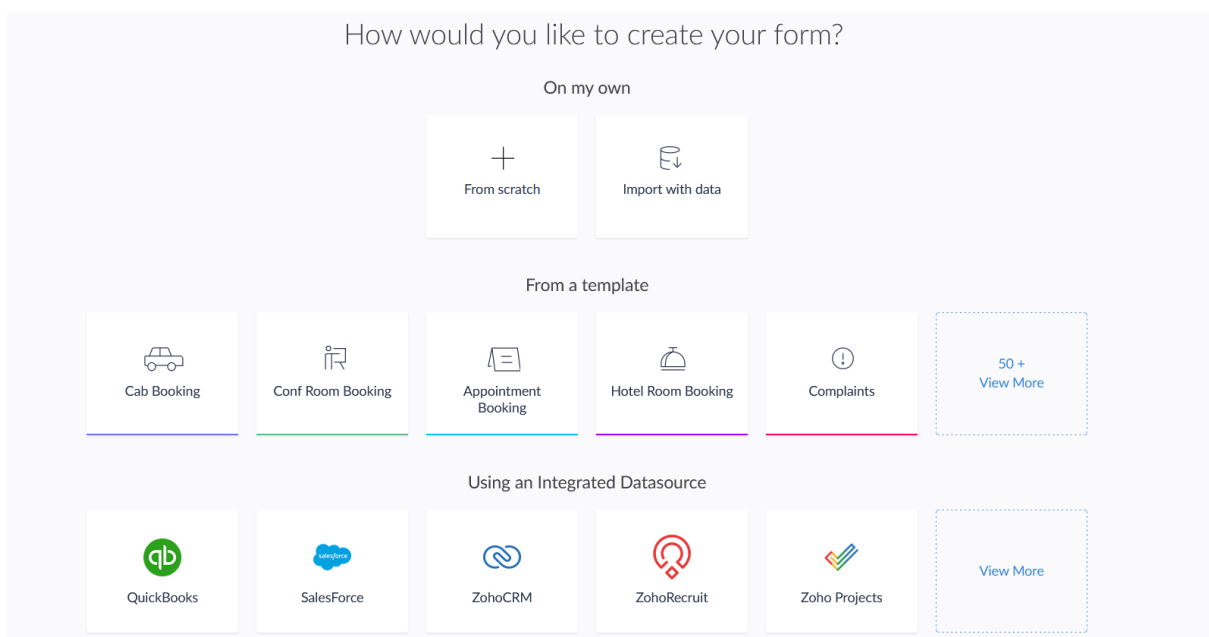 How would you like to create your form?
On my own
From scratch
Import with data
From a template
Cab Booking
Conf Room Booking
Appointment
Booking
Hotel Room Booking
Complaints
50 +
View More
Using an Integrated Datasource
qb
salesforce
QuickBooks
SalesForce
ZohoCRM
ZohoRecruit
Zoho Projects
View More